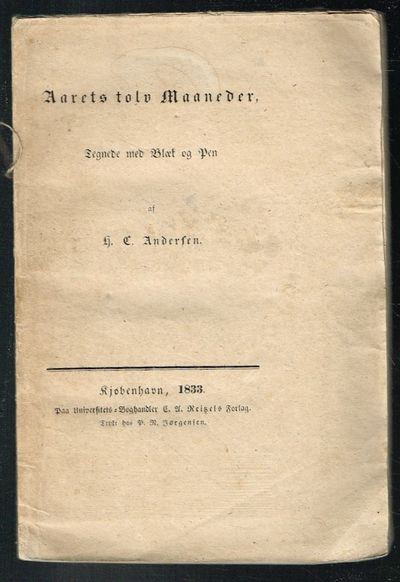 Aarets tolv Maaneder,
Tegnede med Blæk og Pen
af
H. C. Andersen.
Kjøbenhavn, 1833.
Paa Universitets-Boghandler C. A. Reitzels Forlag.
Trykt hos P. N. Jørgensen.